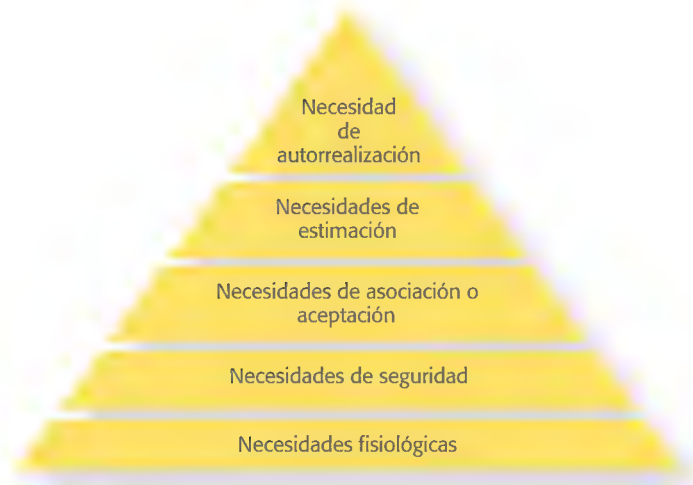 Necesidad
de
autorrealización
Necesidades de
estimación
Necesidades de asociación o
aceptación
Necesidades de seguridad
Necesidades fisiológicas